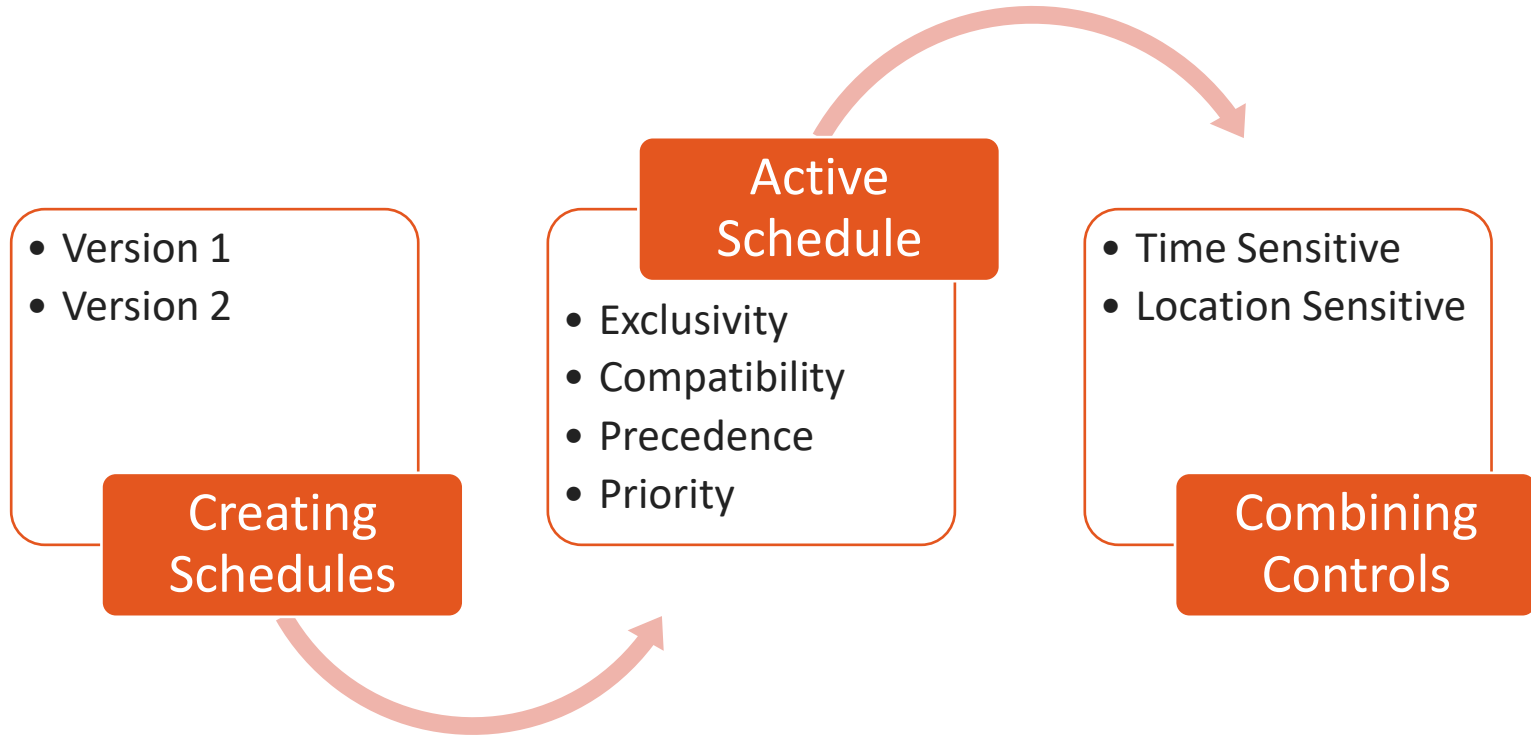 • Version 1
• Version 2
Creating
Schedules
Active
Schedule
• Exclusivity
• Compatibility
• Precedence
• Priority
• Time Sensitive
• Location Sensitive
Combining
Controls